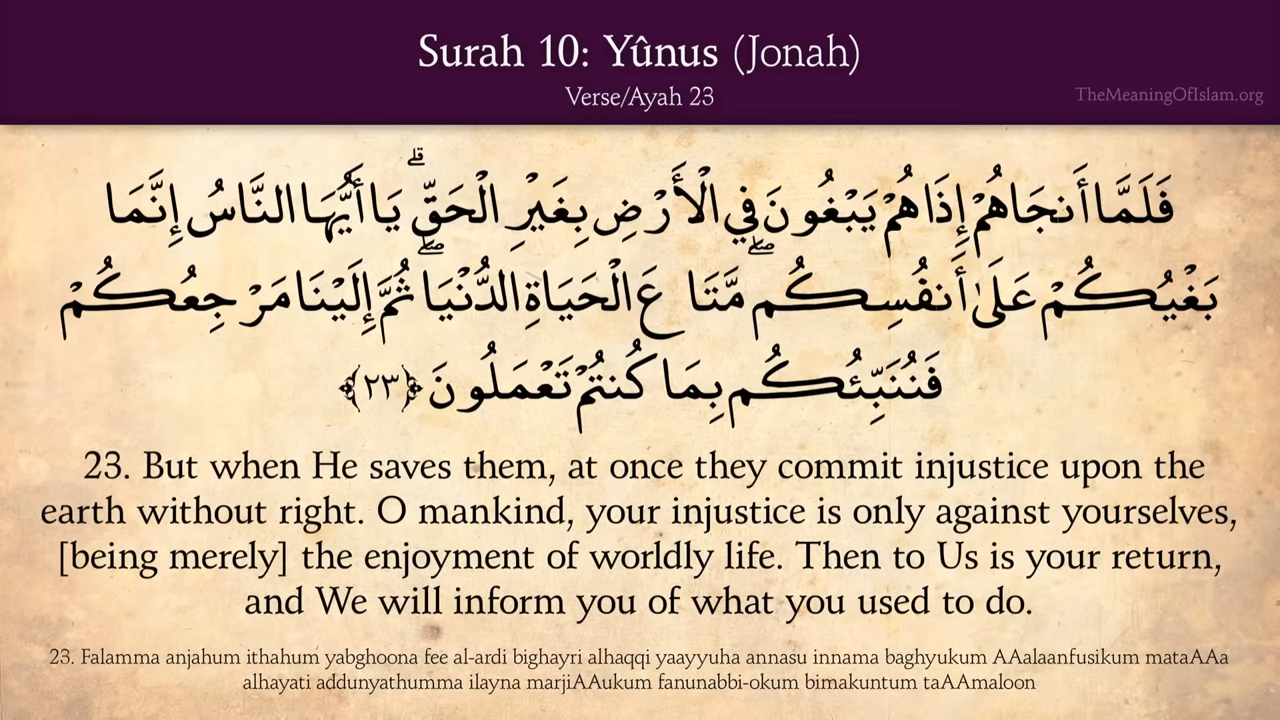 Surah 10: Yûnus (Jonah)
Verse/Ayah 23
TheMeaningOfIslam.org
فَلَمَّا أَنجَاهُمْ إِذَا هُمْ يَبْغُونَ فِي الْأَرْضِ بِغَيْرِ الْحَقِّ ۗ يَا أَيُّهَا النَّاسُ إِنَّمَا
بَغْيُكُمْ عَلَىٰ أَنفُسِكُم ۖ مَّتَاعَ الْحَيَاةِ الدُّنْيَا ۖ ثُمَّ إِلَيْنَا مَرْجِعُكُمْ
فَنُنَبِّئُكُم بِمَا كُنتُمْ تَعْمَلُونَ ﴿٢٣﴾
23. But when He saves them, at once they commit injustice upon the
earth without right. O mankind, your injustice is only against yourselves,
[being merely] the enjoyment of worldly life. Then to Us is your return,
and We will inform you of what you used to do.
23. Falamma anjahum ithahum yabghoona fee al-ardi bighayri alhaqqi yaayyuha annasu innama baghyukum AAalaanfusikum mataAAa
alhayati addunyathumma ilayna marjiAAukum fanunabbi-okum bimakuntum taAAmaloon